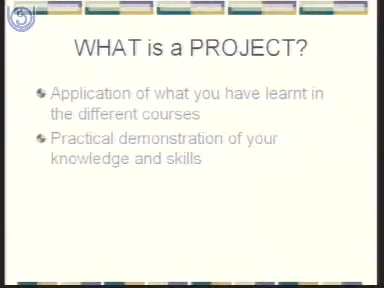 WHAT is a PROJECT?
Application of what you have learnt in
the different courses
Practical demonstration of your
knowledge and skills